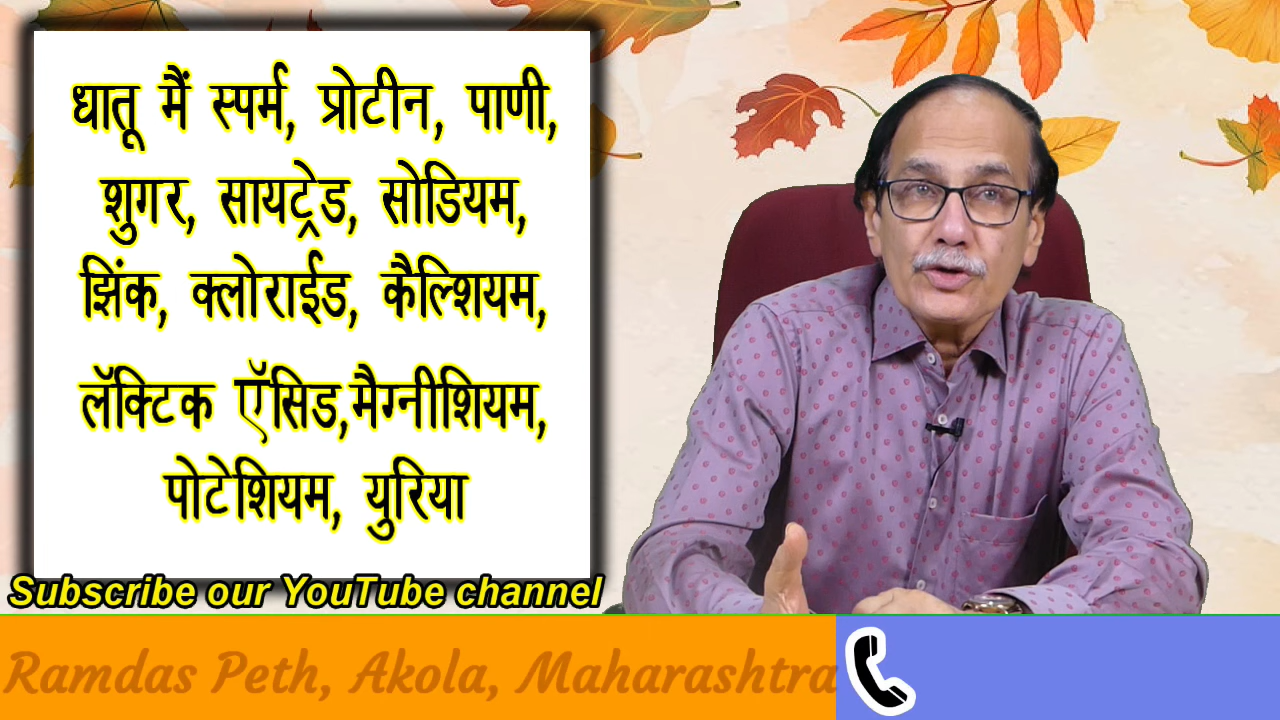 धातू मैं स्पर्म, प्रोटीन, पाणी,
शुगर, सायट्रेड, सोडियम,
झिंक, क्लोराईड, कैल्शियम,
लॅक्टिक ऍसिड,मैग्नीशियम,
पोटेशियम, युरिया
Subscribe our YouTube channel
Ramdas Peth, Akola, Maharashtra